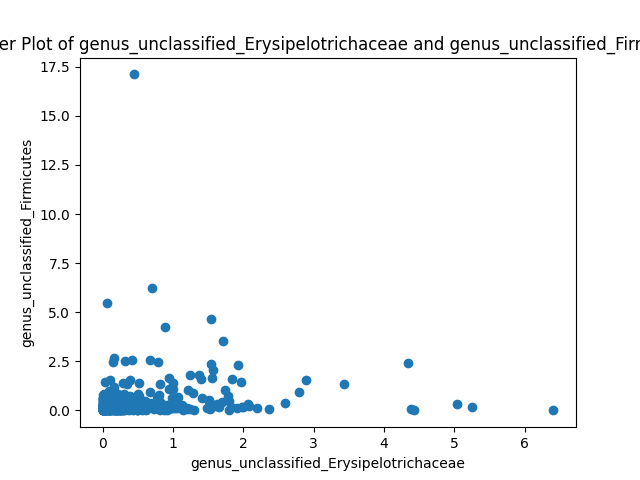 er Plot of genus_unclassified_Erysipelotrichaceae and genus_unclassified_Firm
17.5
15.0
12.5
10.0
7.5
5.0
2.5
0.0
genus_unclassified_Firmicutes
0 1 2 3 4 5 6
genus_unclassified_Erysipelotrichaceae